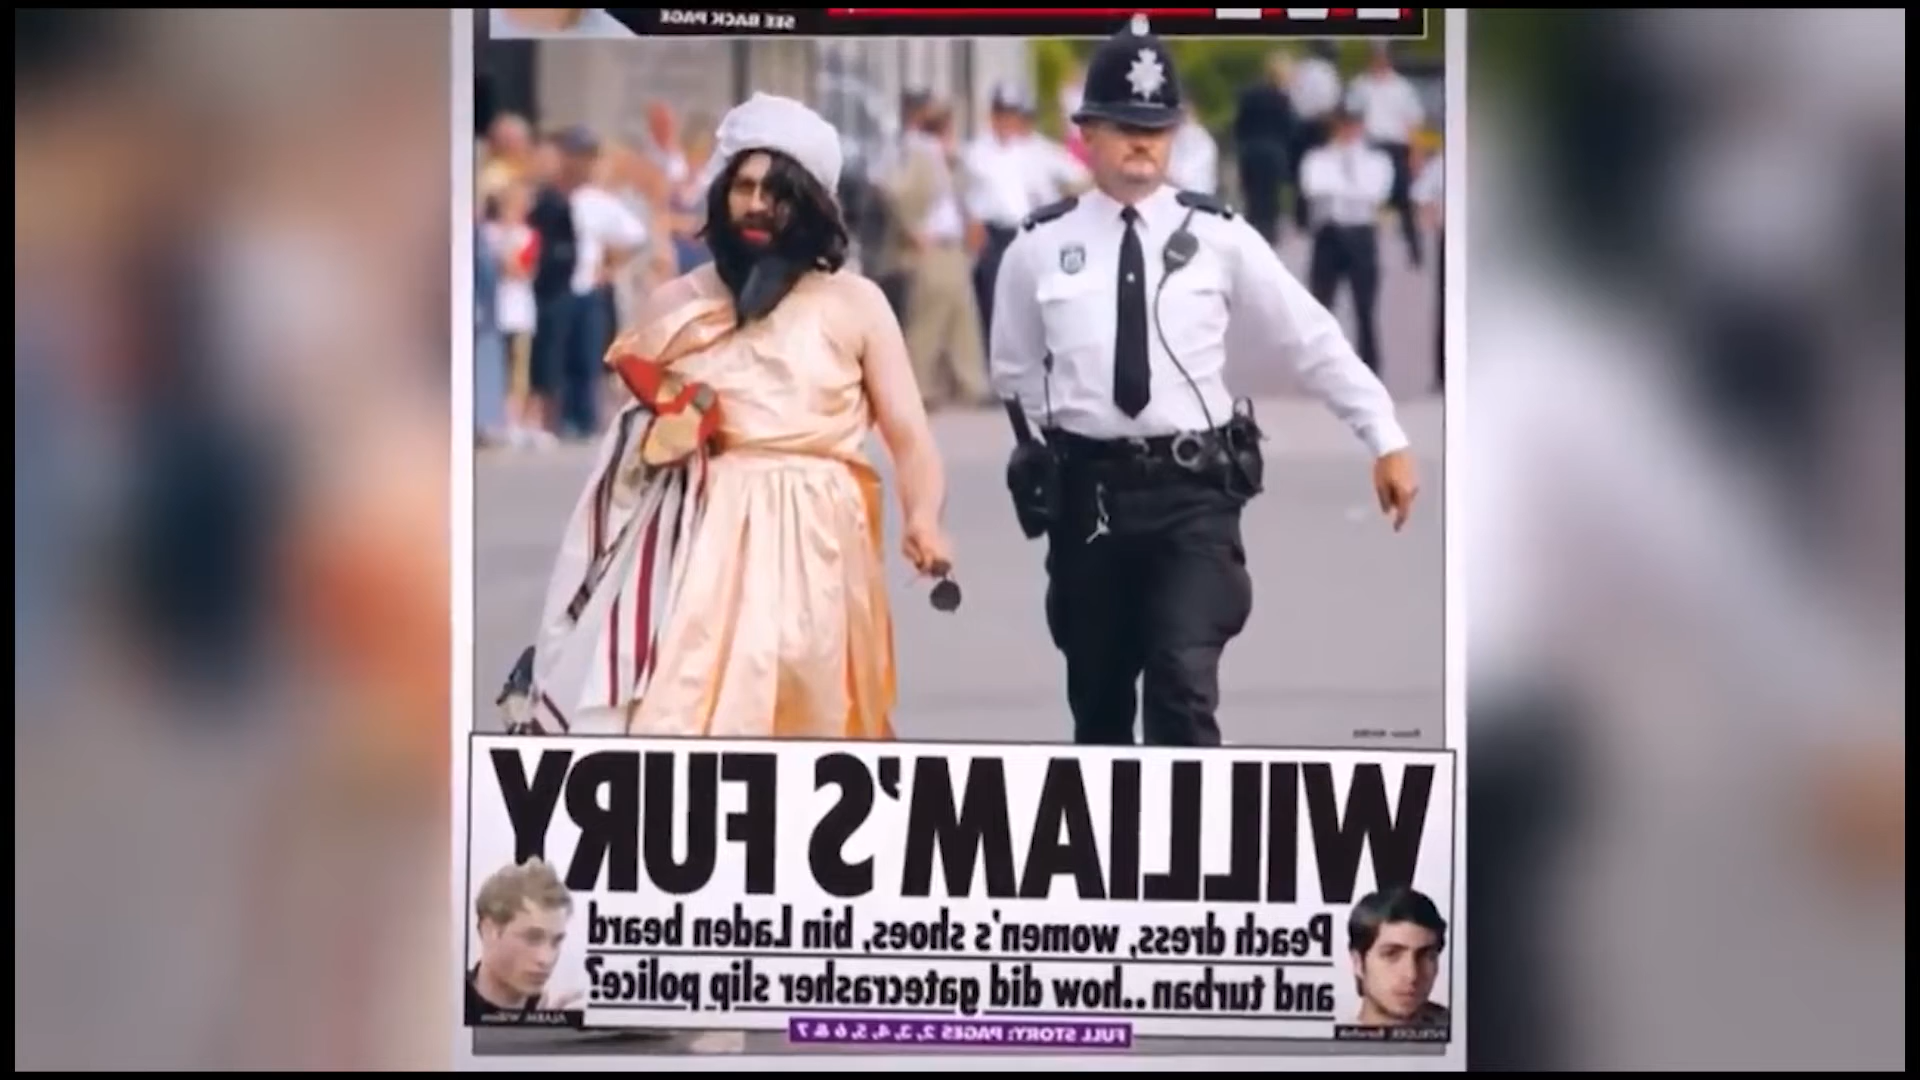 SEE BACK PAGE
WILLIAM'S FURY
Peach dress, women's shoes, bin Laden beard
and turban..how did gatecrasher slip police?
FULL STORY: PAGES 2, 3, 4, 5, 6 & 7